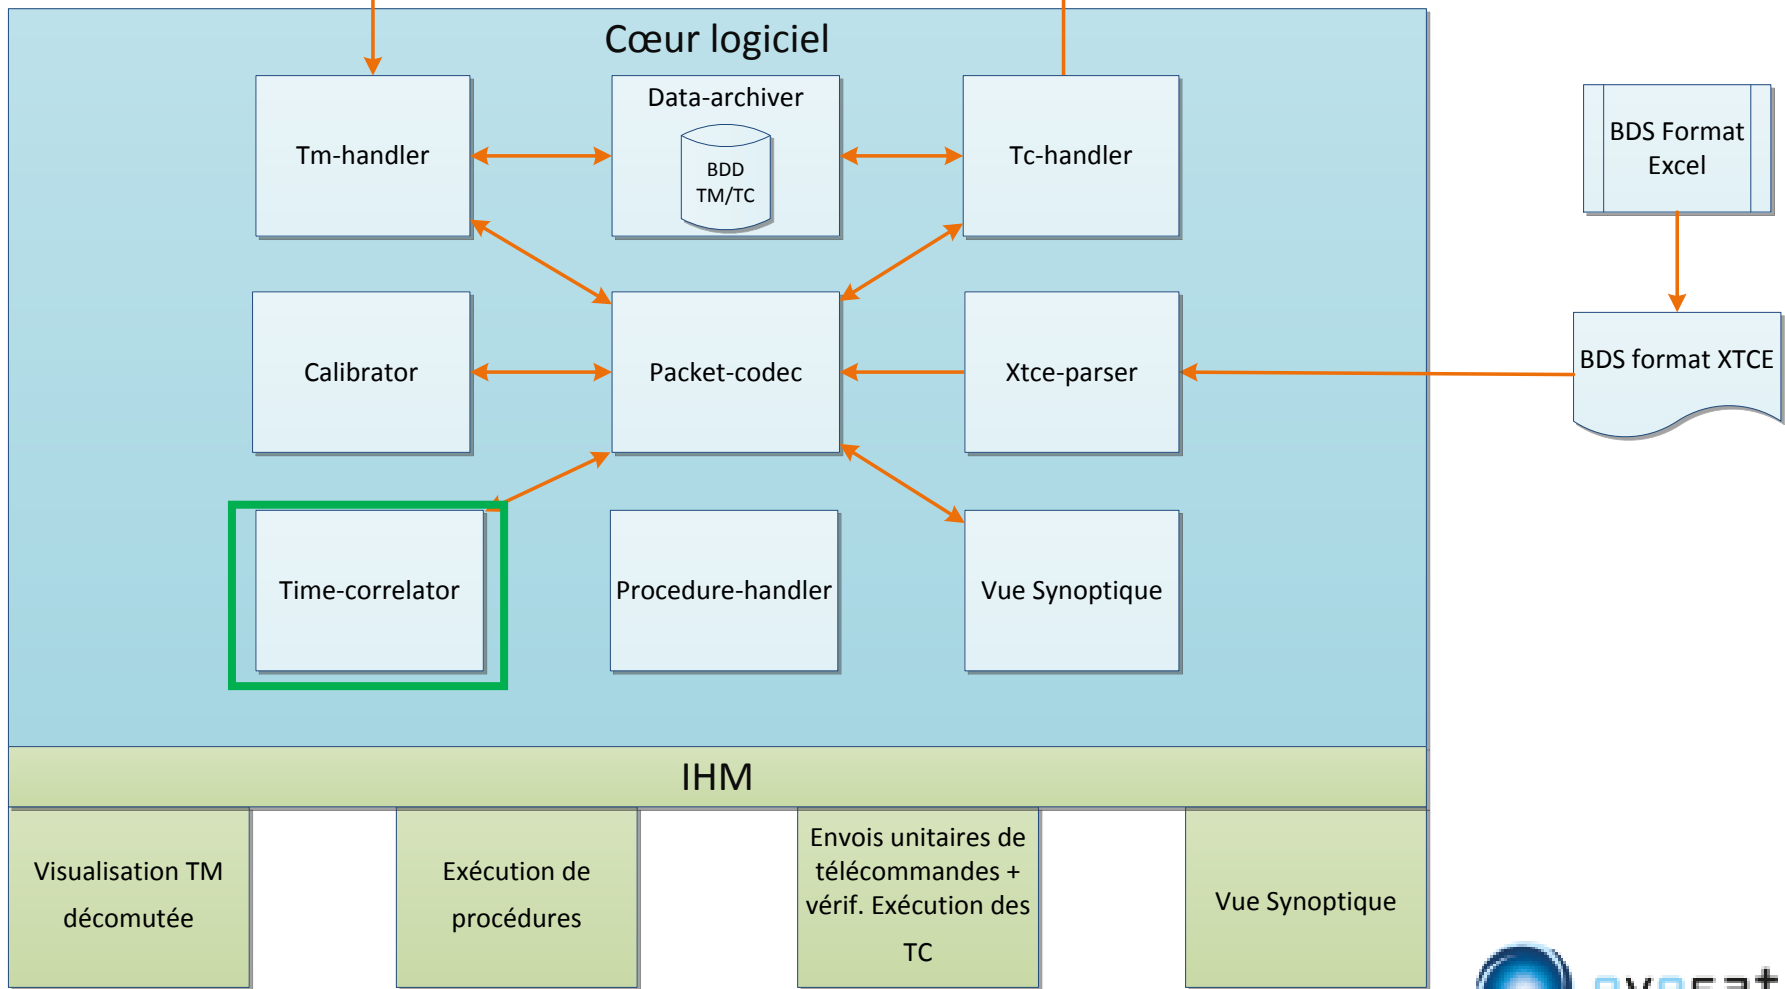 Cœur logiciel
Data-archiver
Tm-handler
BDD
TM/TC
Tc-handler
BDS Format
Excel
Calibrator
Packet-codec
Xtce-parser
BDS format XTCE
Time-correlator
Procedure-handler
Vue Synoptique
IHM
Visualisation TM
décomutée
Exécution de
procédures
Envois unitaires de
télécommandes +
vérif. Exécution des
TC
Vue Synoptique